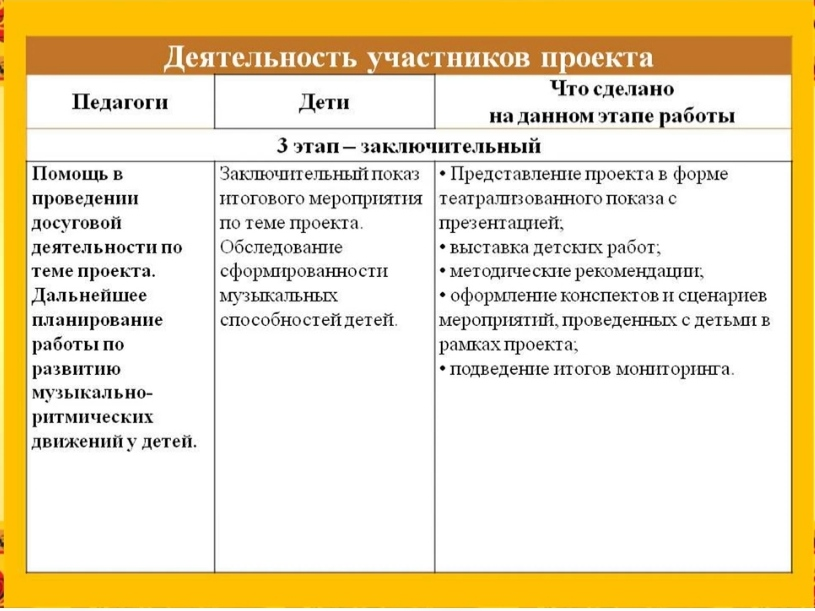 Деятельность участников проекта
Педагоги
Дети
Что сделано
на данном этапе работы
3 этап – заключительный
Помощь в
проведении
досуговой
деятельности по
теме проекта.
Дальнейшее
планирование
работы по
развитию
музыкально-
ритмических
движений у детей.
Заключительный показ
итогового мероприятия
по теме проекта.
Обследование
сформированности
музыкальных
способностей детей.
• Представление проекта в форме
театрализованного показа с
презентацией;
• выставка детских работ;
• методические рекомендации;
• оформление конспектов и сценариев
мероприятий, проведенных с детьми в
рамках проекта;
• подведение итогов мониторинга.